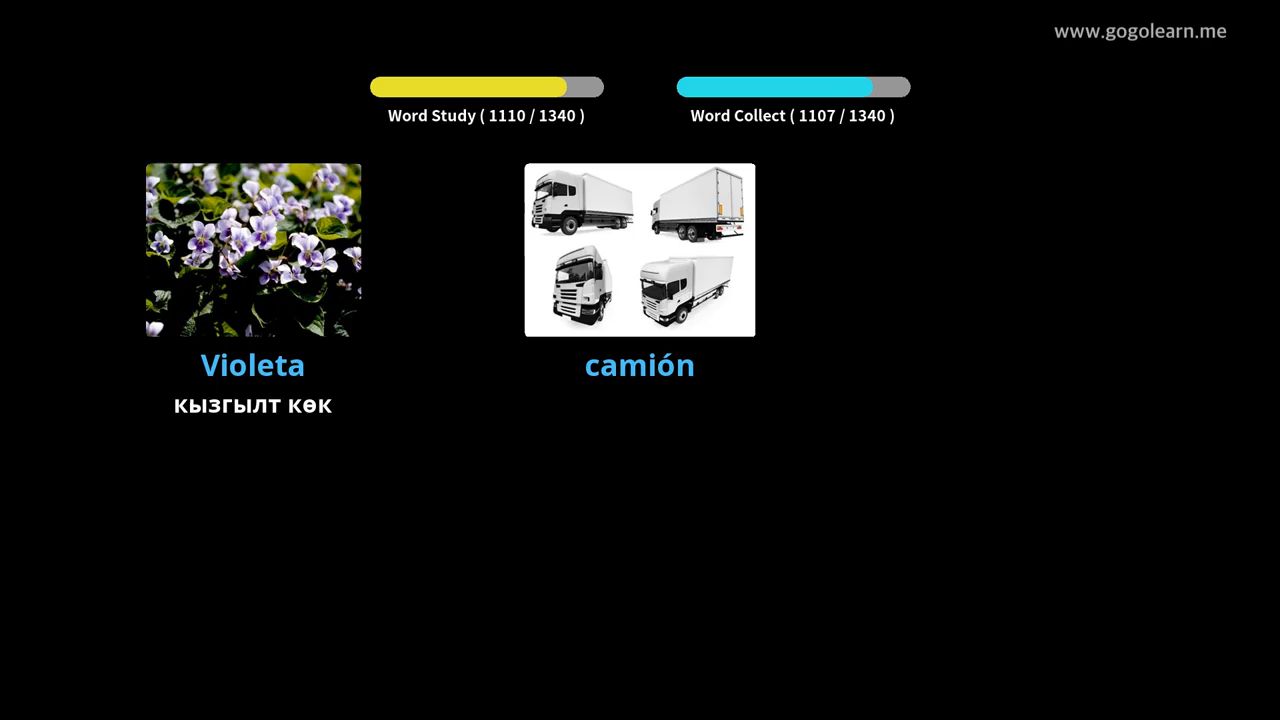 www.gogolearn.me
Word Study ( 1110 / 1340 )
Word Collect ( 1107 / 1340 )
Violeta
camión
кызгылт көк